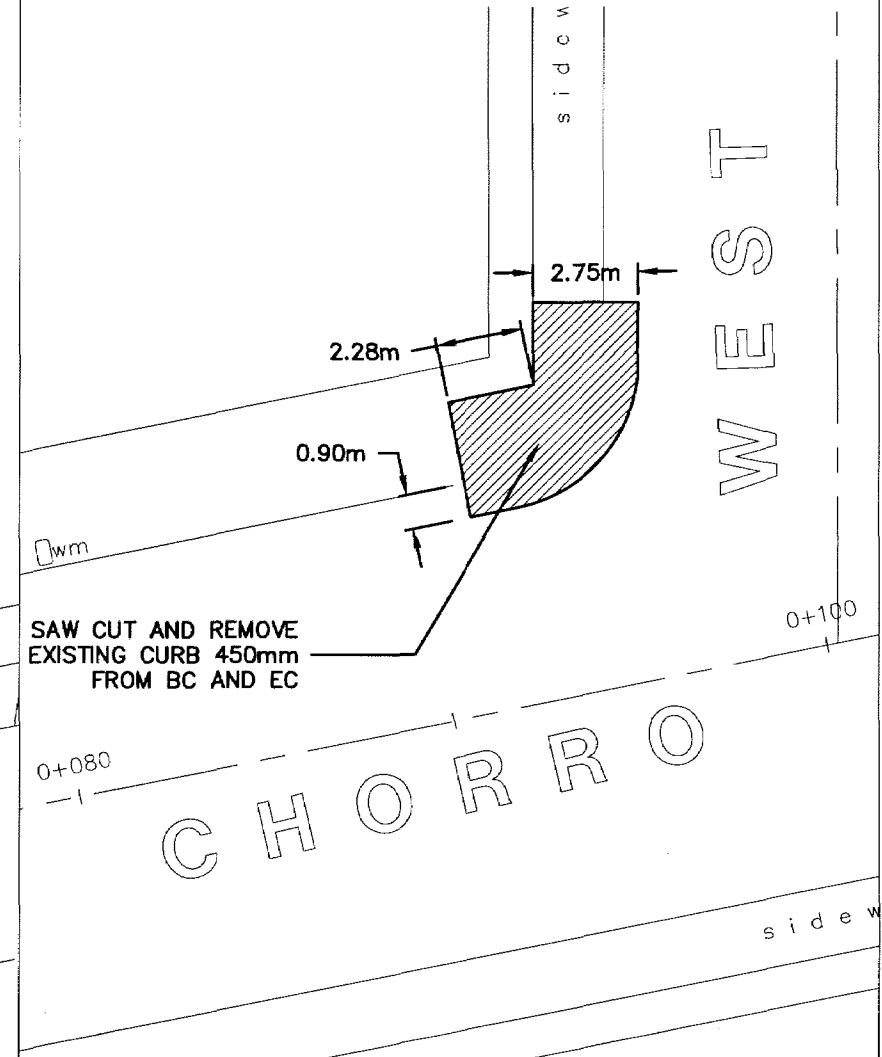 sidew
WEST
2.75m
2.28m
0.90m
wm
SAW CUT AND REMOVE
EXISTING CURB 450mm
FROM BC AND EC
0+100
0+080
CHORRO
sidew